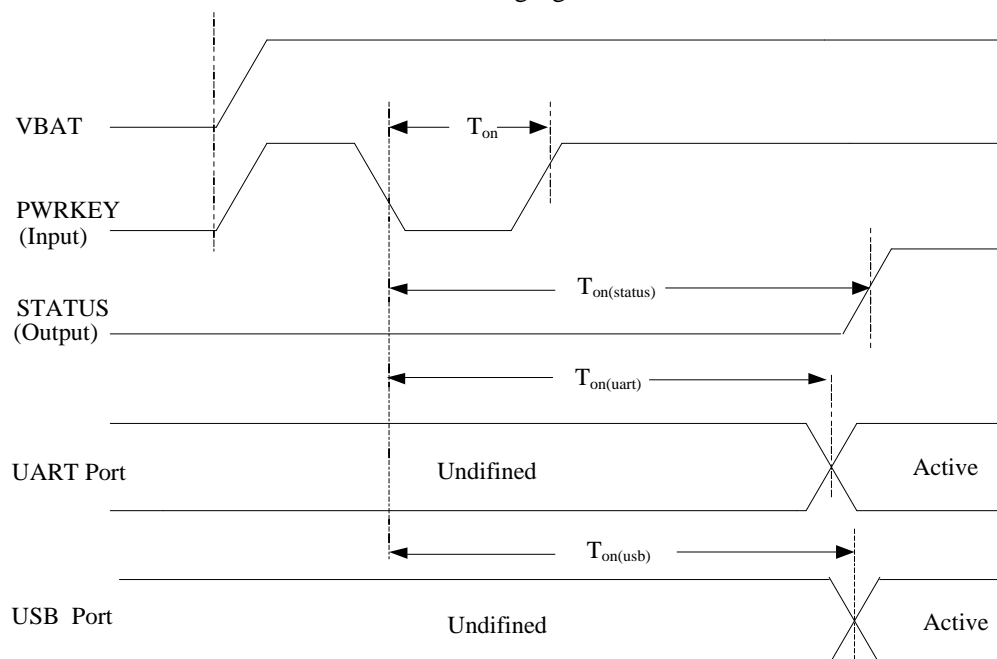 VBAT
T_on
PWRKEY
(Input)
T_on(status)
STATUS
(Output)
T_on(uart)
UART Port
Undifined
Active
T_on(usb)
USB Port
Undifined
Active